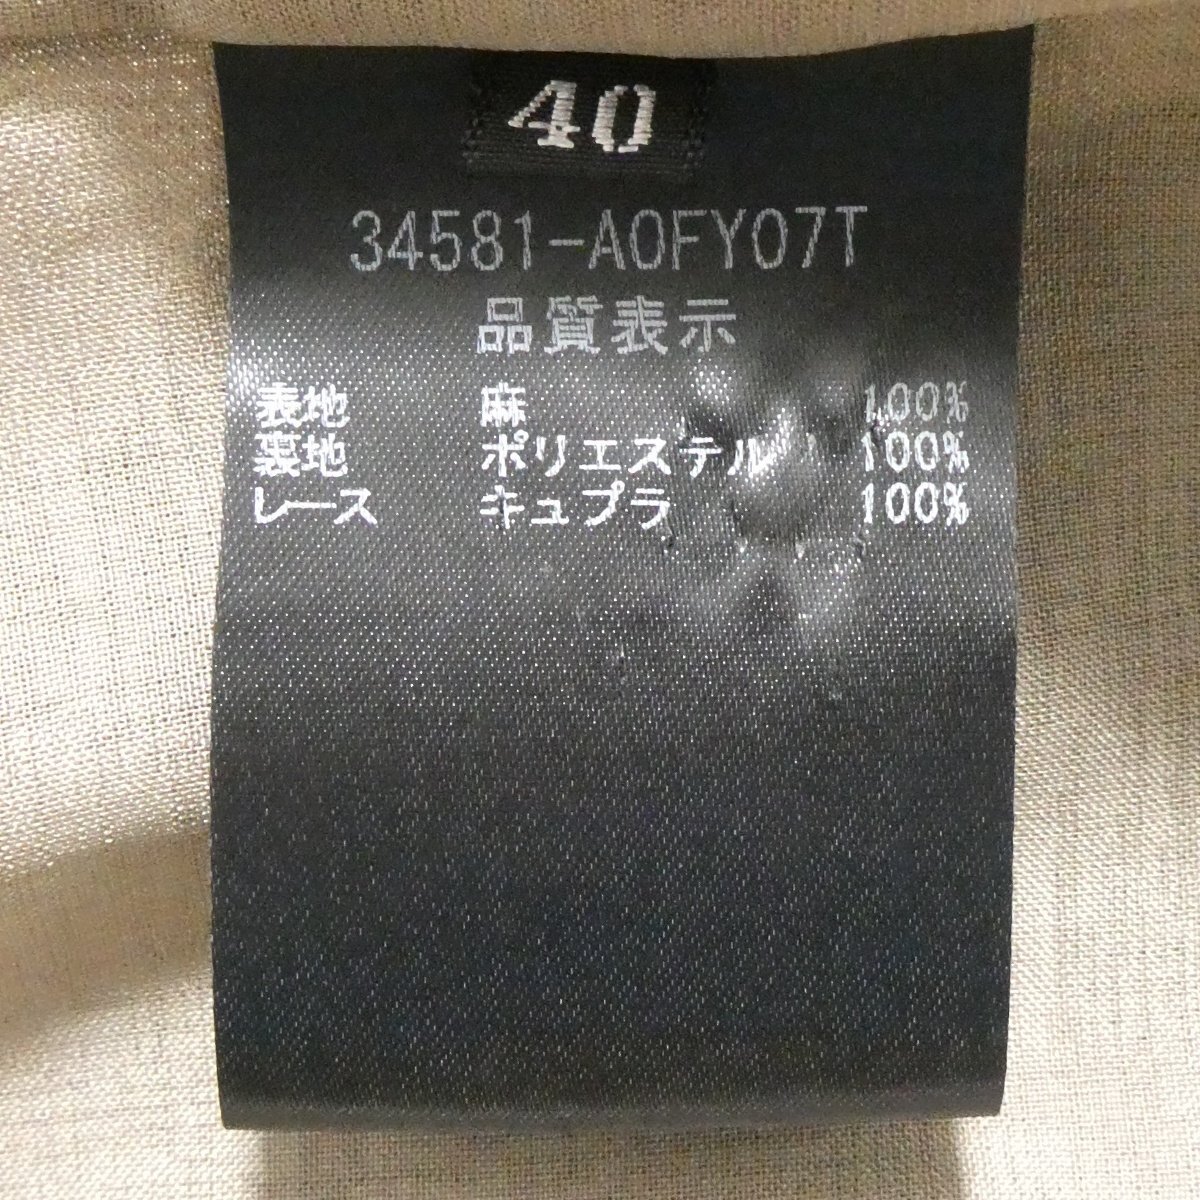 40
34581-A0FY07T
品質表示
表地 麻 100%
裏地 ポリエステル 100%
レース キュプラ 100%